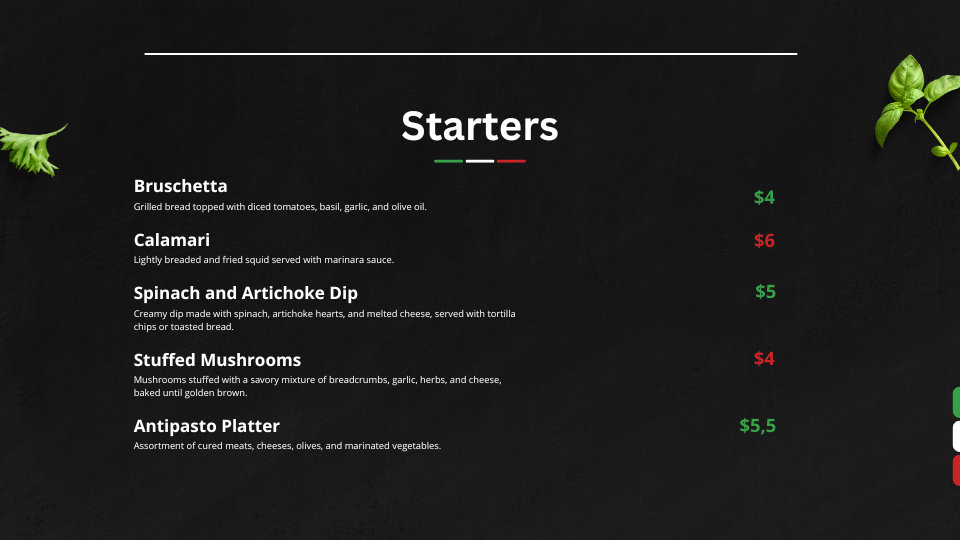 Starters
Bruschetta
Grilled bread topped with diced tomatoes, basil, garlic, and olive oil.
$4
Calamari
Lightly breaded and fried squid served with marinara sauce.
$6
Spinach and Artichoke Dip
Creamy dip made with spinach, artichoke hearts, and melted cheese, served with tortilla
chips or toasted bread.
$5
Stuffed Mushrooms
Mushrooms stuffed with a savory mixture of breadcrumbs, garlic, herbs, and cheese,
baked until golden brown.
$4
Antipasto Platter
Assortment of cured meats, cheeses, olives, and marinated vegetables.
$5,5